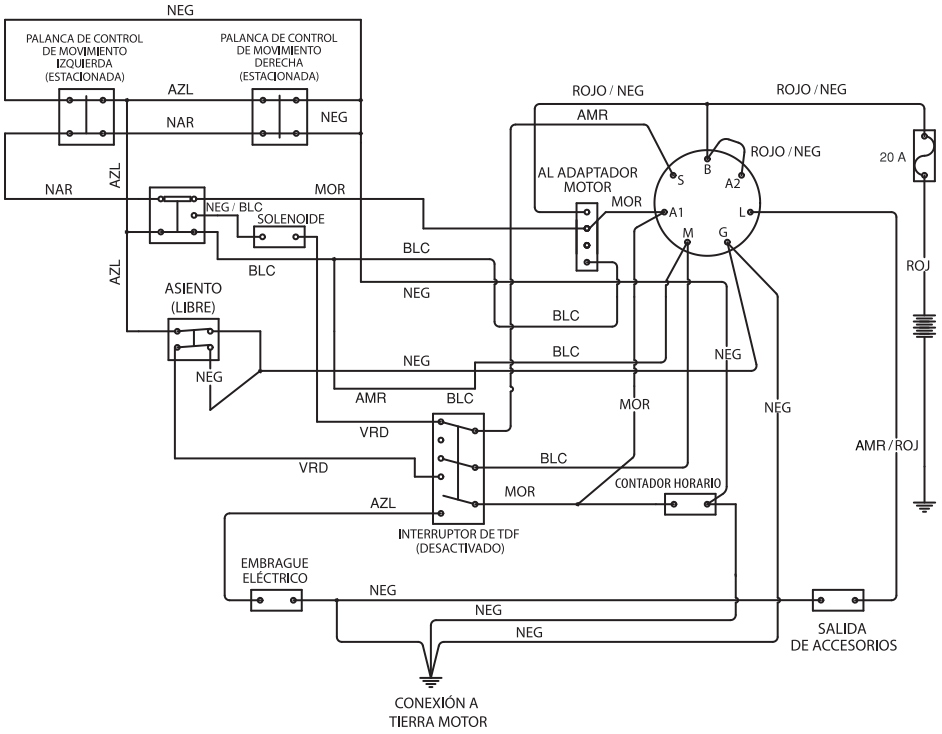 NEG
PALANCA DE CONTROL
DE MOVIMIENTO
IZQUIERDA
(ESTACIONADA)
PALANCA DE CONTROL
DE MOVIMIENTO
DERECHA
(ESTACIONADA)
AZL
NAR
NEG
ROJO / NEG
ROJO / NEG
AMR
ROJO / NEG
20 A
B
S
A2
A1
L
M
G
AL ADAPTADOR
MOTOR
MOR
AZL
NAR
MOR
NEG / BLC
SOLENOIDE
BLC
BLC
AZL
NEG
ROJ
ASIENTO
(LIBRE)
BLC
BLC
NEG
NEG
NEG
AMR
BLC
MOR
NEG
VRD
VRD
BLC
AMR / ROJ
MOR
CONTADOR HORARIO
AZL
INTERRUPTOR DE TDF
(DESACTIVADO)
EMBRAGUE
ELÉCTRICO
NEG
NEG
NEG
SALIDA
DE ACCESORIOS
CONEXIÓN A
TIERRA MOTOR